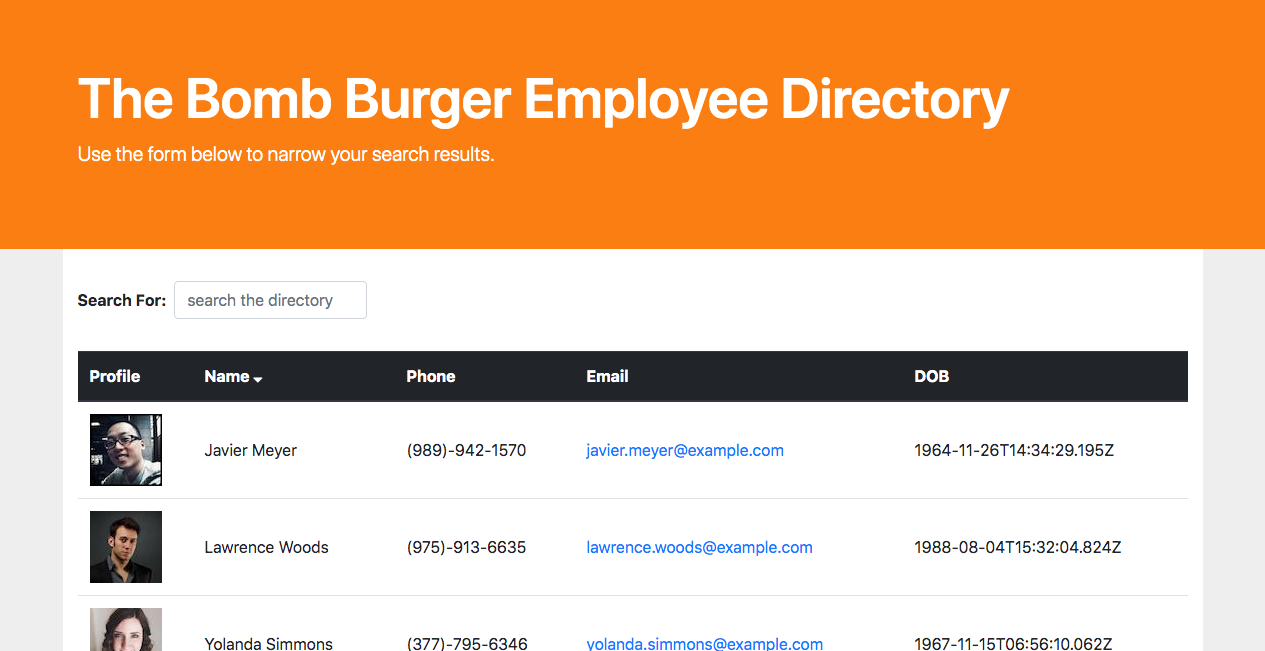 The Bomb Burger Employee Directory
Use the form below to narrow your search results.
Search For: search the directory
Profile Name Phone Email DOB
Javier Meyer (989)-942-1570 javier.meyer@example.com 1964-11-26T14:34:29.195Z
Lawrence Woods (975)-913-6635 lawrence.woods@example.com 1988-08-04T15:32:04.824Z
Yolanda Simmons (377)-795-6346 yolanda.simmons@example.com 1967-11-15T06:56:10.062Z